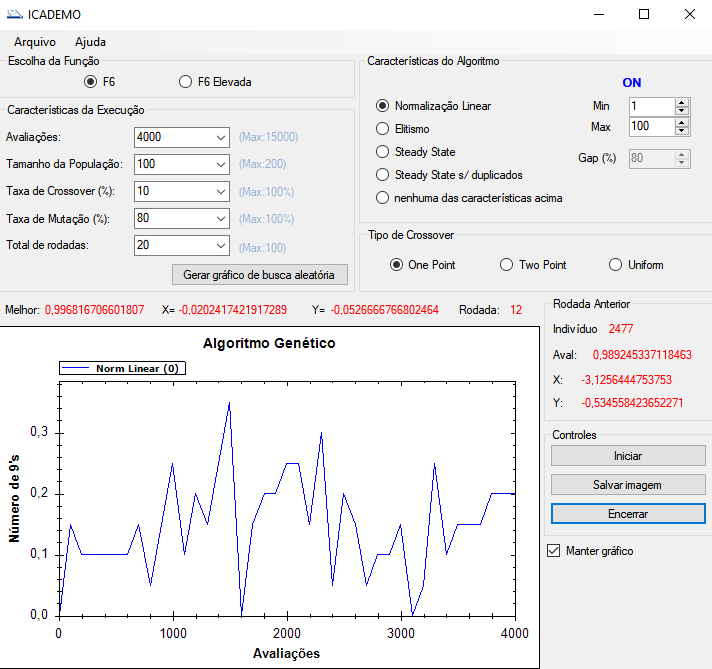 ICADEMO
Arquivo Ajuda
Escolha da Função
F6 F6 Elevada
Características da Execução
Avaliações: 4000 (Max:15000)
Tamanho da População: 100 (Max:200)
Taxa de Crossover (%): 10 (Max:100%)
Taxa de Mutação (%): 80 (Max:100%)
Total de rodadas: 20 (Max:100)
Gerar gráfico de busca aleatória
Características do Algoritmo
ON
Normalização Linear Min 1
Elitismo Max 100
Steady State Gap (%) 80
Steady State s/ duplicados
nenhuma das características acima
Tipo de Crossover
One Point Two Point Uniform
Melhor: 0,996816706601807 X= -0,0202417421917289 Y= -0,0526666766802464 Rodada: 12
Algoritmo Genético
Norm Linear (0)
Número de 9's
0,3
0,2
0,1
0,0
0 1000 2000 3000 4000
Avaliações
Rodada Anterior
Indivíduo 2477
Aval: 0,989245337118463
X: -3,1256444753753
Y: -0,534558423652271
Controles
Iniciar
Salvar imagem
Encerrar
Manter gráfico